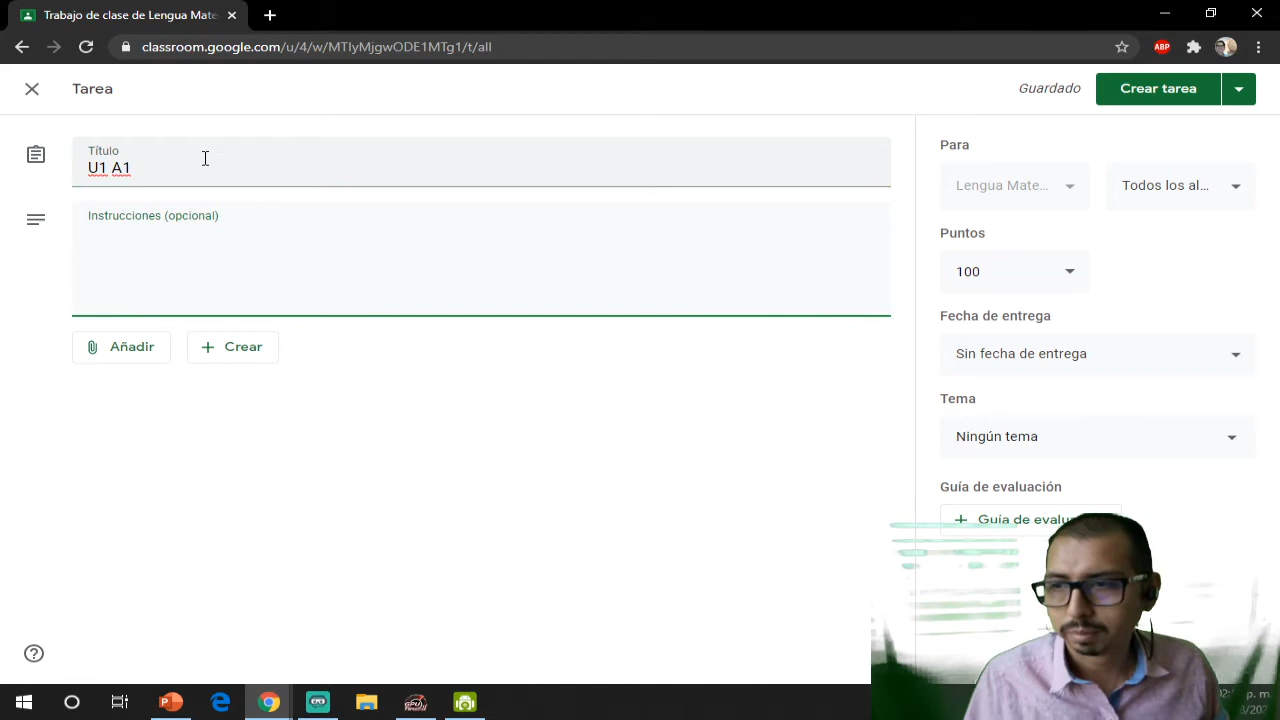 Trabajo de clase de Lengua Mate
classroom.google.com/u/4/w/MTIyMjgwODE1MTg1/t/all
ABP
Tarea
Guardado
Crear tarea
Título
U1 A1
Instrucciones (opcional)
Añadir
Crear
Para
Lengua Mate...
Todos los al...
Puntos
100
Fecha de entrega
Sin fecha de entrega
Tema
Ningún tema
Guía de evaluación
Guía de evalu
p. m.